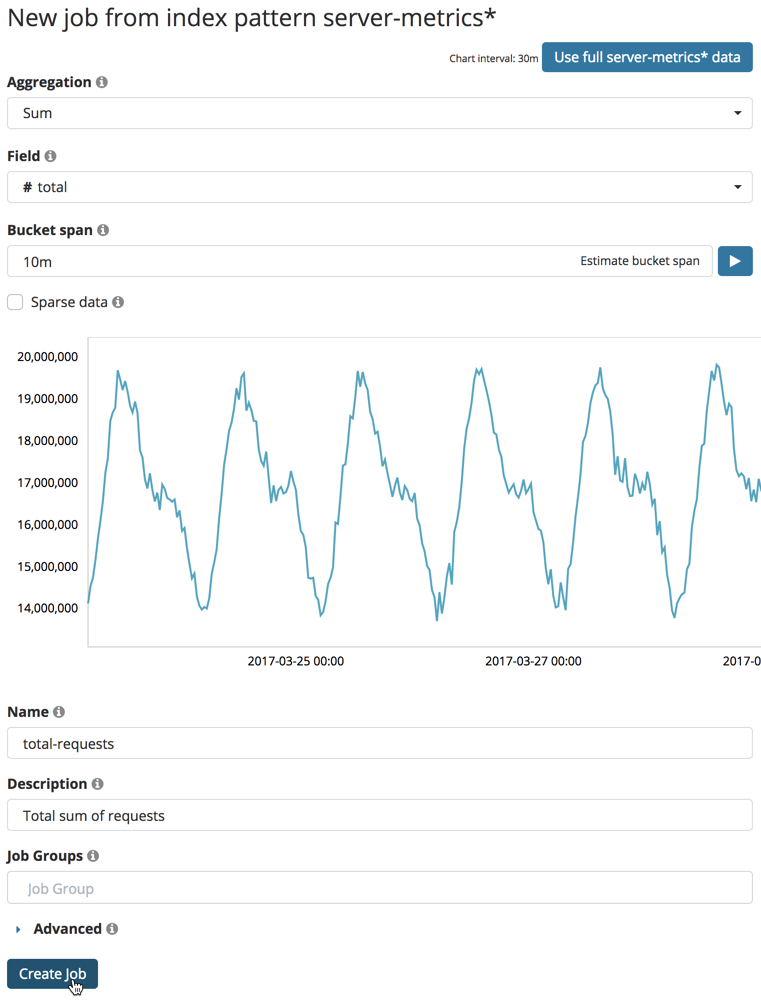 New job from index pattern server-metrics*
Chart interval: 30m Use full server-metrics* data
Aggregation
Sum
Field
# total
Bucket span
10m Estimate bucket span
Sparse data
20,000,000
19,000,000
18,000,000
17,000,000
16,000,000
15,000,000
14,000,000
2017-03-25 00:00 2017-03-27 00:00 2017-0
Name
total-requests
Description
Total sum of requests
Job Groups
Job Group
Advanced
Create Job